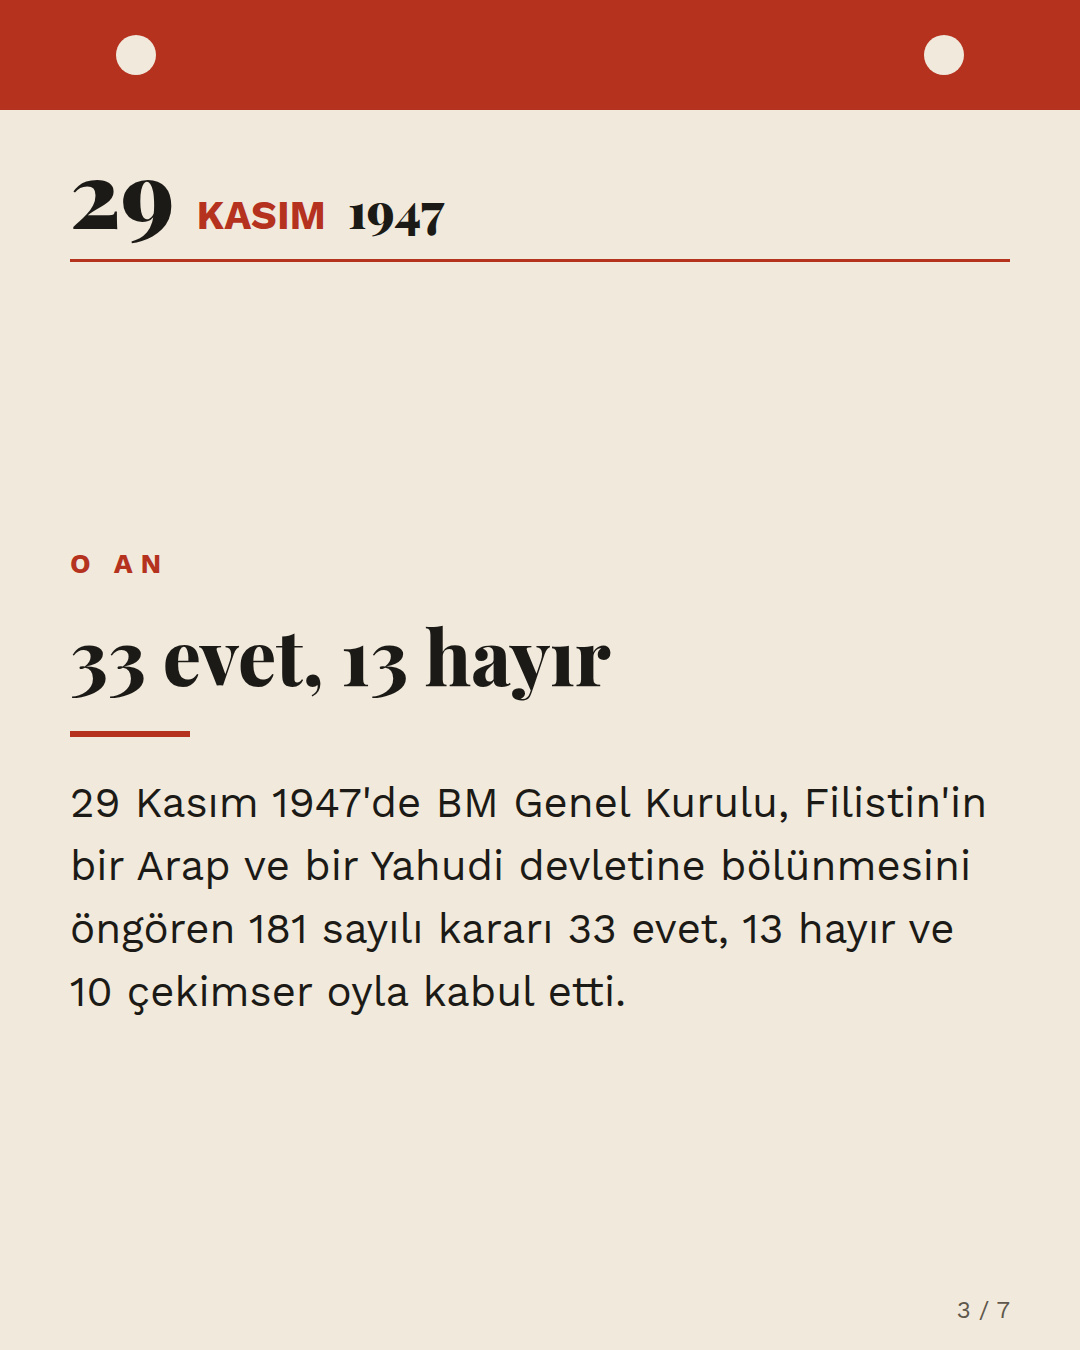 29 KASIM 1947
O AN
33 evet, 13 hayır
29 Kasım 1947'de BM Genel Kurulu, Filistin'in
bir Arap ve bir Yahudi devletine bölünmesini
öngören 181 sayılı kararı 33 evet, 13 hayır ve
10 çekimser oyla kabul etti.
3 / 7